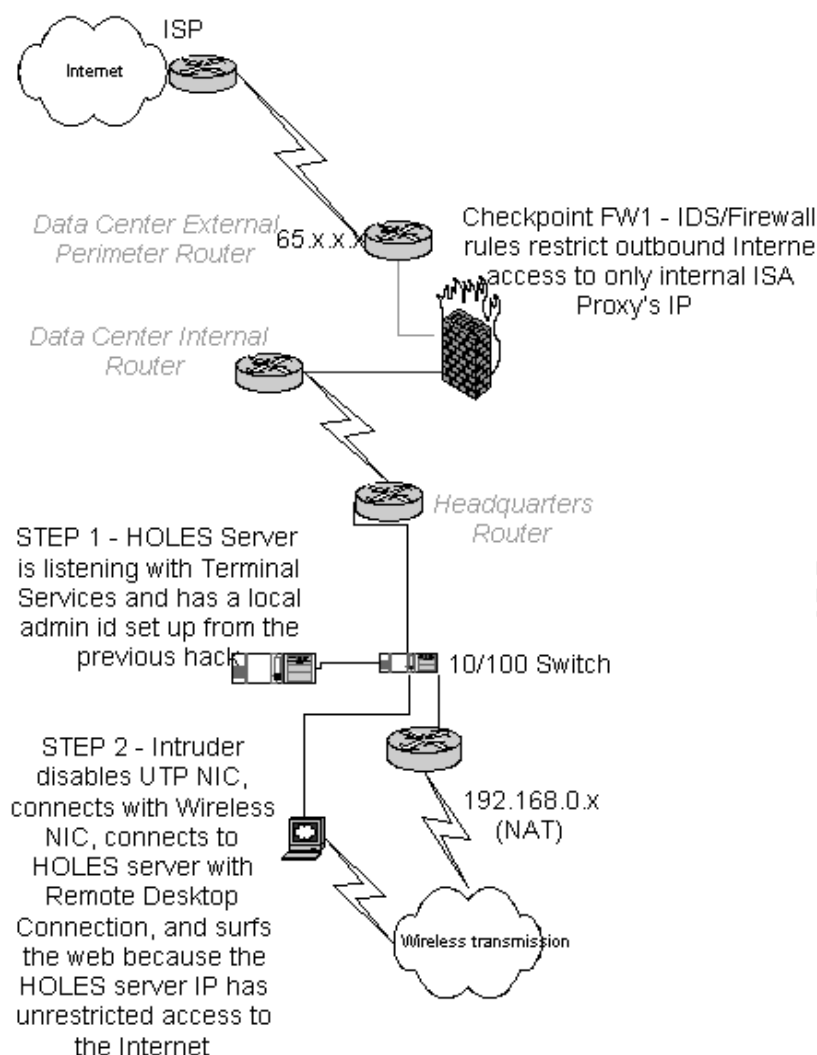 ISP
Internet
Data Center External
Perimeter Router
65.x.x.x
Checkpoint FW1 - IDS/Firewall
rules restrict outbound Interne
access to only internal ISA
Proxy's IP
Data Center Internal
Router
Headquarters
Router
STEP 1 - HOLES Server
is listening with Terminal
Services and has a local
admin id set up from the
previous hack
10/100 Switch
STEP 2 - Intruder
disables UTP NIC,
connects with Wireless
NIC, connects to
HOLES server with
Remote Desktop
Connection, and surfs
the web because the
HOLES server IP has
unrestricted access to
the Internet
192.168.0.x
(NAT)
Wireless transmission